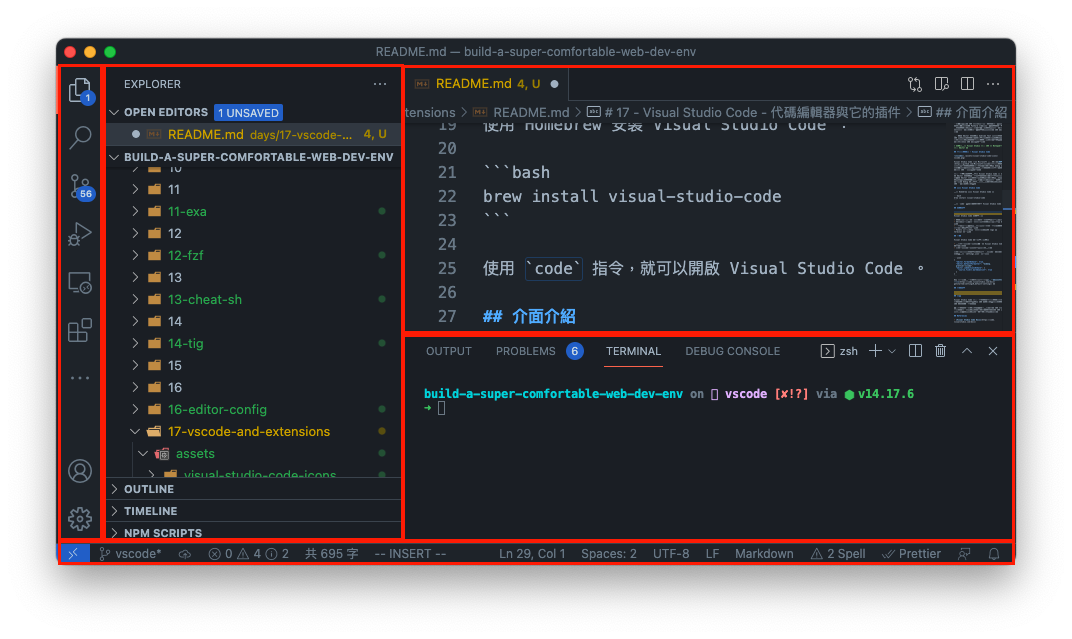 README.md — build-a-super-comfortable-web-dev-env
1
56
EXPLORER
OPEN EDITORS 1 UNSAVED
README.md days/17-vscode-... 4, U
BUILD-A-SUPER-COMFORTABLE-WEB-DEV-ENV
10
11
11-exa
12
12-fzf
13
13-cheat-sh
14
14-tig
15
16
16-editor-config
17-vscode-and-extensions
assets
visual-studio-code-icons
OUTLINE
TIMELINE
NPM SCRIPTS
README.md 4, U
tensions > README.md > # 17 - Visual Studio Code - 代碼編輯器與它的插件 > ## 介面介紹
19 使用 Homebrew 安裝 Visual Studio Code ：
20
21 ```bash
22 brew install visual-studio-code
23 ```
24
25 使用 `code` 指令，就可以開啟 Visual Studio Code 。
26
27 ## 介面介紹
OUTPUT PROBLEMS 6 TERMINAL DEBUG CONSOLE zsh
build-a-super-comfortable-web-dev-env on vscode [✘!?] via ⬢ v14.17.6
➜
vscode* 0 4 2 共 695 字 -- INSERT -- Ln 29, Col 1 Spaces: 2 UTF-8 LF Markdown 2 Spell Prettier